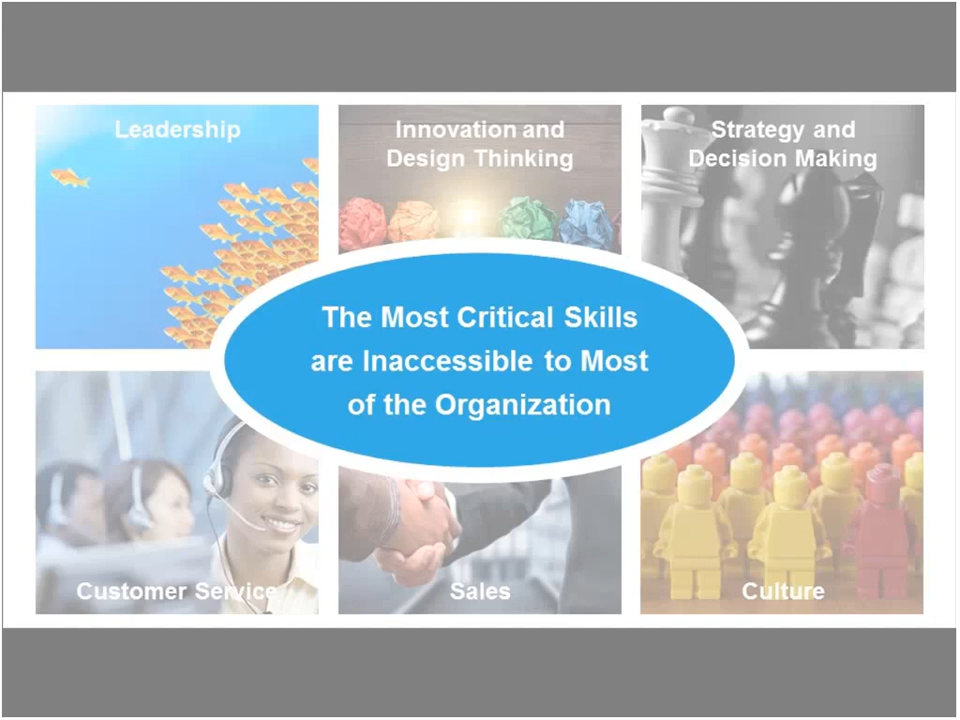 Leadership
Innovation and
Design Thinking
Strategy and
Decision Making
The Most Critical Skills
are Inaccessible to Most
of the Organization
Customer Service
Sales
Culture